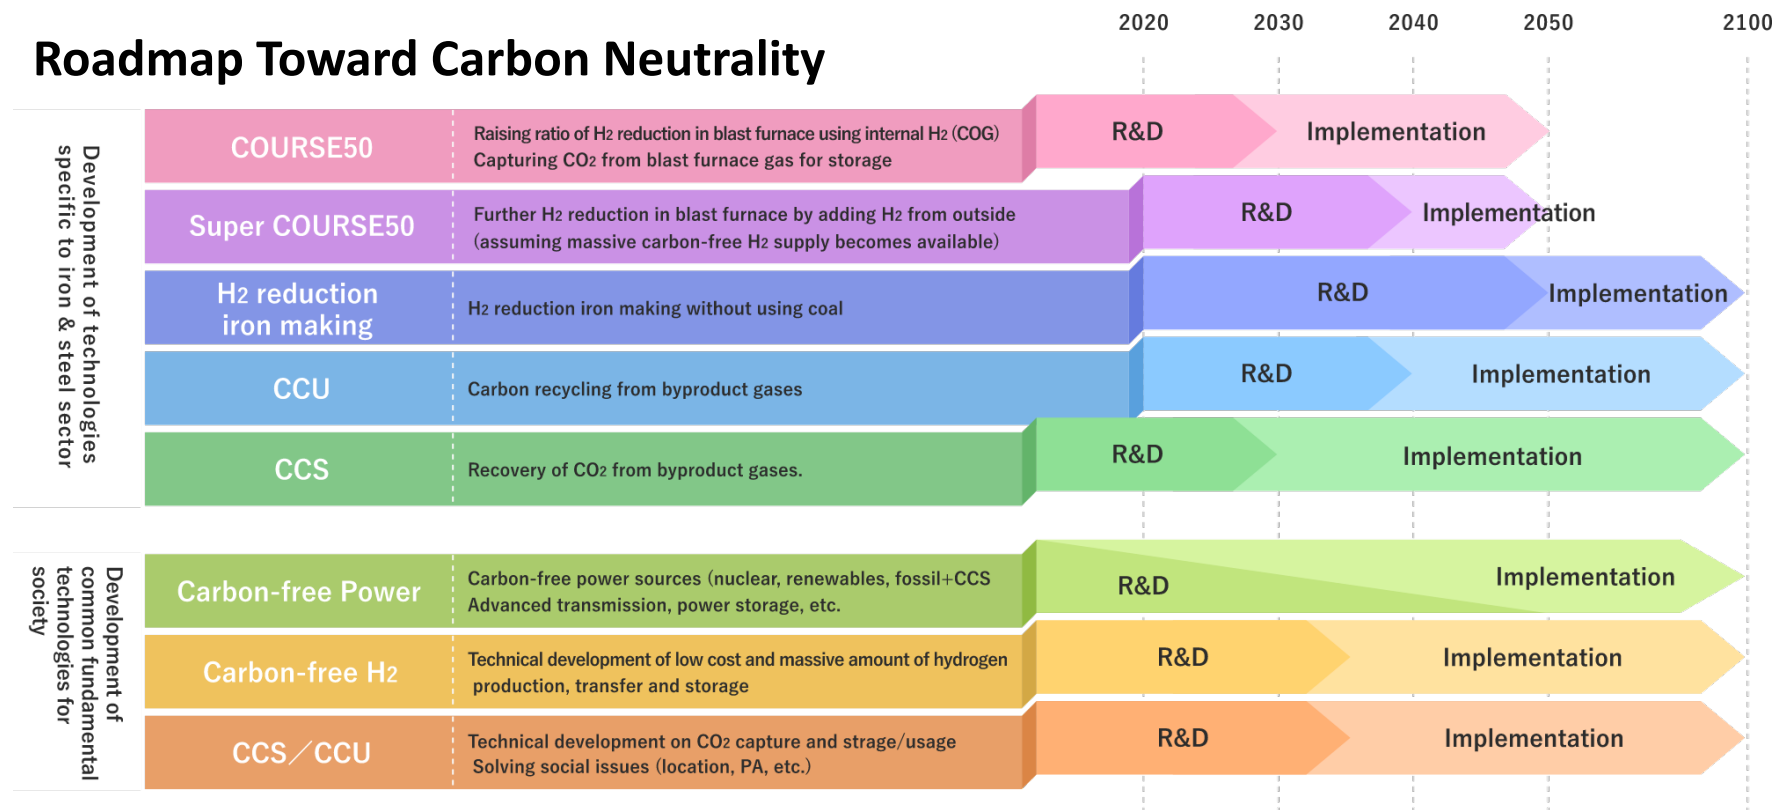 2020 2030 2040 2050 2100
Roadmap Toward Carbon Neutrality
Development of technologies
specific to iron & steel sector
COURSE50
Raising ratio of H2 reduction in blast furnace using internal H2 (COG)
Capturing CO2 from blast furnace gas for storage
R&D
Implementation
Super COURSE50
Further H2 reduction in blast furnace by adding H2 from outside
(assuming massive carbon-free H2 supply becomes available)
R&D
Implementation
H2 reduction
iron making
H2 reduction iron making without using coal
R&D
Implementation
CCU
Carbon recycling from byproduct gases
R&D
Implementation
CCS
Recovery of CO2 from byproduct gases.
R&D
Implementation
Development of
common fundamental
technologies for
society
Carbon-free Power
Carbon-free power sources (nuclear, renewables, fossil+CCS
Advanced transmission, power storage, etc.
R&D
Implementation
Carbon-free H2
Technical development of low cost and massive amount of hydrogen
production, transfer and storage
R&D
Implementation
CCS／CCU
Technical development on CO2 capture and strage/usage
Solving social issues (location, PA, etc.)
R&D
Implementation